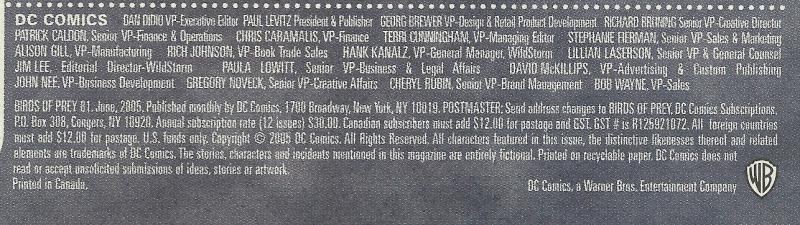 DC COMICS DAN DIDIO VP-Executive Editor PAUL LEVITZ President & Publisher GEORG BREWER VP-Design & Retail Product Development RICHARD BRUNING Senior VP-Creative Director
PATRICK CALDON, Senior VP-Finance & Operations CHRIS CARAMALIS, VP-Finance TERRI CUNNINGHAM, VP-Managing Editor STEPHANIE FIERMAN, Senior VP-Sales & Marketing
ALISON GILL, VP-Manufacturing RICH JOHNSON, VP-Book Trade Sales HANK KANALZ, VP-General Manager, WildStorm LILLIAN LASERSON, Senior VP & General Counsel
JIM LEE, Editorial Director-WildStorm PAULA LOWITT, Senior VP-Business & Legal Affairs DAVID McKILLIPS, VP-Advertising & Custom Publishing
JOHN NEE, VP-Business Development GREGORY NOVECK, Senior VP-Creative Affairs CHERYL RUBIN, Senior VP-Brand Management BOB WAYNE, VP-Sales
BIRDS OF PREY 81, June, 2005. Published monthly by DC Comics, 1700 Broadway, New York, NY 10019. POSTMASTER: Send address changes to BIRDS OF PREY, DC Comics Subscriptions,
P.O. Box 308, Congers, NY 10920. Annual subscription rate (12 issues) $30.00. Canadian subscribers must add $12.00 for postage and GST. GST # is R125921072. All foreign countries
must add $12.00 for postage. U.S. funds only. Copyright © 2005 DC Comics. All Rights Reserved. All characters featured in this issue, the distinctive likenesses thereof and related
elements are trademarks of DC Comics. The stories, characters and incidents mentioned in this magazine are entirely fictional. Printed on recyclable paper. DC Comics does not
read or accept unsolicited submissions of ideas, stories or artwork.
Printed in Canada.
DC Comics, a Warner Bros. Entertainment Company
WB